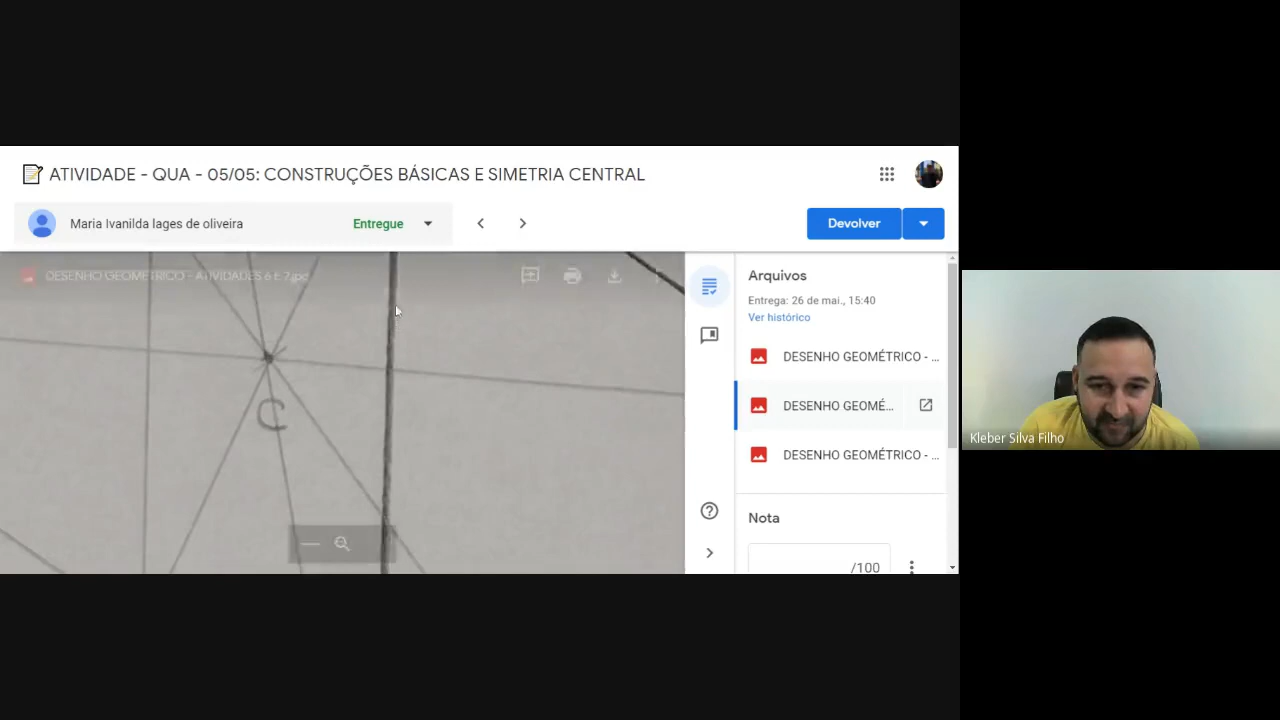 ATIVIDADE - QUA - 05/05: CONSTRUÇÕES BÁSICAS E SIMETRIA CENTRAL
Maria Ivanilda lages de oliveira
Entregue
Devolver
DESENHO GEOMÉTRICO - ATIVIDADES 6 E 7.jpg
C
Arquivos
Entrega: 26 de mai., 15:40
Ver histórico
DESENHO GEOMÉTRICO - ...
DESENHO GEOMÉ...
DESENHO GEOMÉTRICO - ...
Nota
/100
Kleber Silva Filho